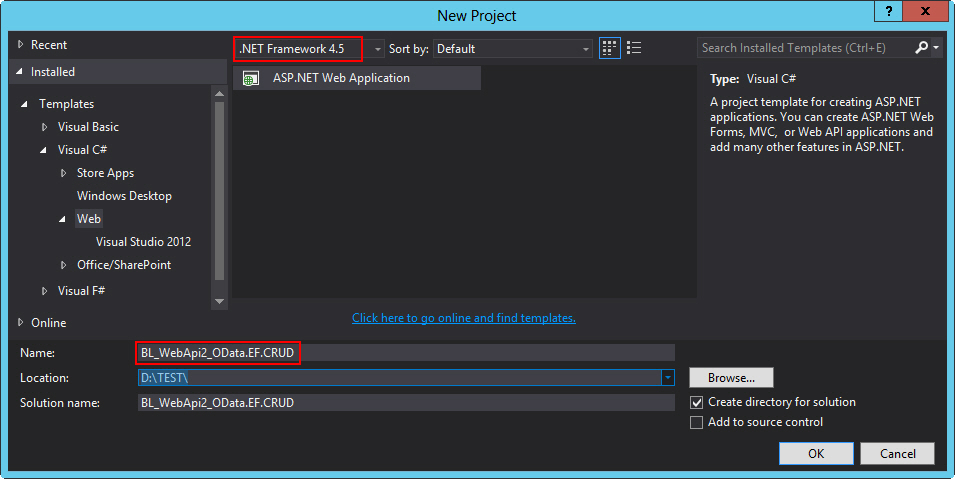 New Project
?
Recent
.NET Framework 4.5
Sort by: Default
Search Installed Templates (Ctrl+E)
Installed
Templates
Visual Basic
Visual C#
Store Apps
Windows Desktop
Web
Visual Studio 2012
Office/SharePoint
Visual F#
Online
ASP.NET Web Application
Click here to go online and find templates.
Type: Visual C#
A project template for creating ASP.NET
applications. You can create ASP.NET Web
Forms, MVC, or Web API applications and
add many other features in ASP.NET.
Name: BL_WebApi2_OData.EF.CRUD
Location: D:\TEST\
Browse...
Solution name: BL_WebApi2_OData.EF.CRUD
Create directory for solution
Add to source control
OK
Cancel